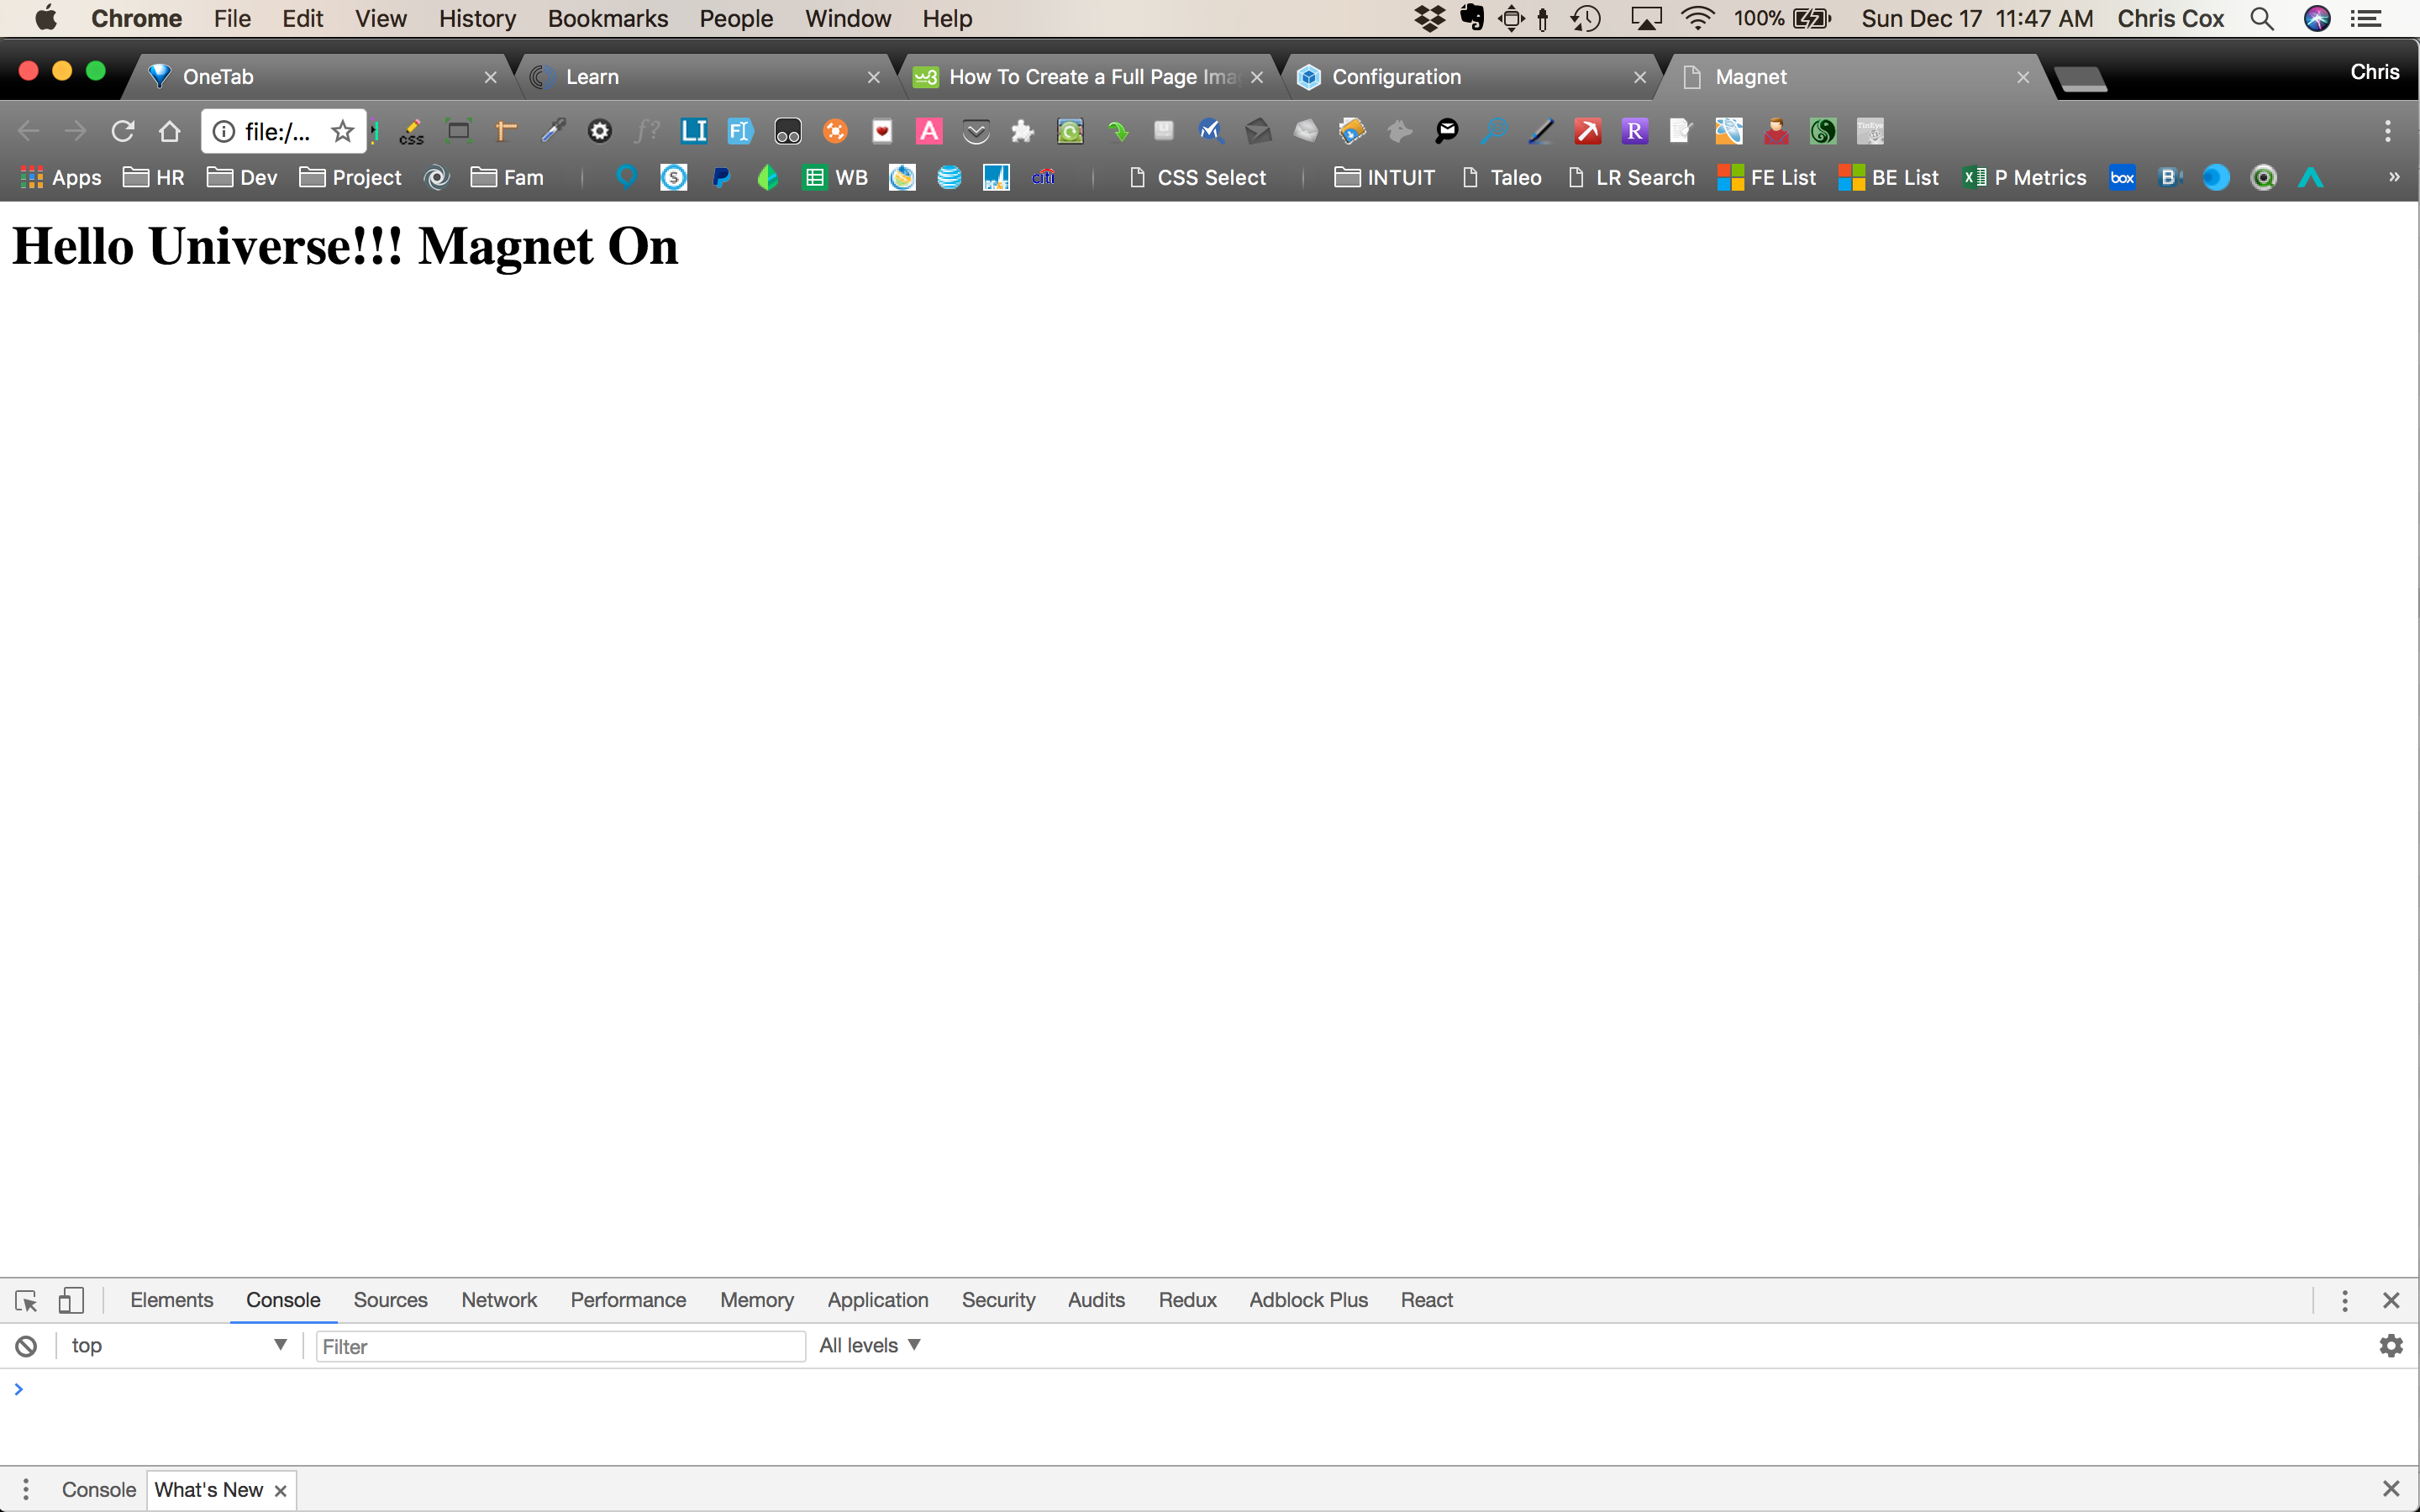 Chrome File Edit View History Bookmarks People Window Help 100% Sun Dec 17 11:47 AM Chris Cox
OneTab Learn How To Create a Full Page Ima Configuration Magnet Chris
file:/... css f? LI A R TinEye
Apps HR Dev Project Fam WB citi CSS Select INTUIT Taleo LR Search FE List BE List P Metrics box B »
Hello Universe!!! Magnet On
Elements Console Sources Network Performance Memory Application Security Audits Redux Adblock Plus React
top Filter All levels
Console What's New